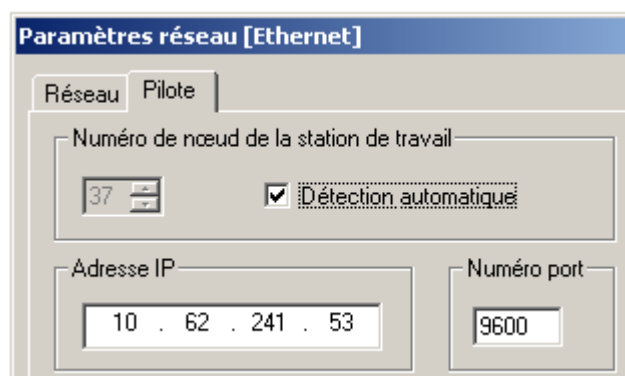 Paramètres réseau [Ethernet]
Réseau Pilote
Numéro de nœud de la station de travail
37 Détection automatique
Adresse IP Numéro port
10 . 62 . 241 . 53 9600